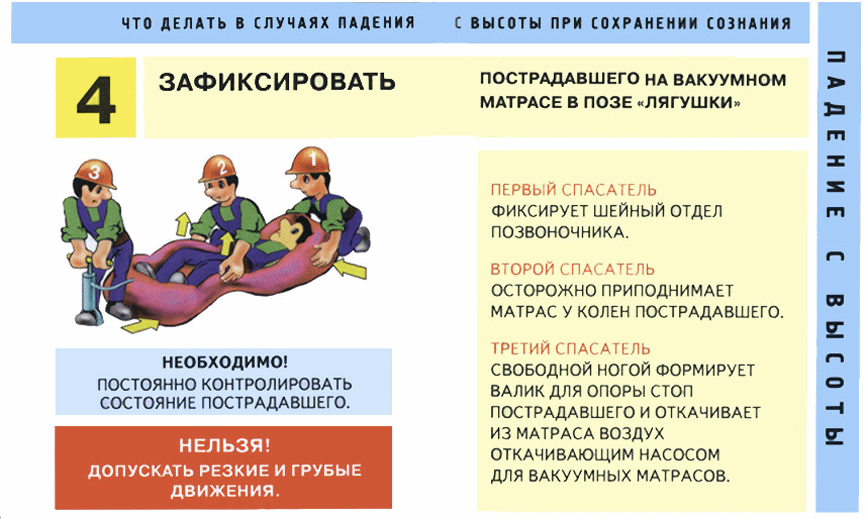 ЧТО ДЕЛАТЬ В СЛУЧАЯХ ПАДЕНИЯ С ВЫСОТЫ ПРИ СОХРАНЕНИИ СОЗНАНИЯ
ПАДЕНИЕ С ВЫСОТЫ
4
ЗАФИКСИРОВАТЬ
ПОСТРАДАВШЕГО НА ВАКУУМНОМ
МАТРАСЕ В ПОЗЕ «ЛЯГУШКИ»
3
2
1
НЕОБХОДИМО!
ПОСТОЯННО КОНТРОЛИРОВАТЬ
СОСТОЯНИЕ ПОСТРАДАВШЕГО.
НЕЛЬЗЯ!
ДОПУСКАТЬ РЕЗКИЕ И ГРУБЫЕ
ДВИЖЕНИЯ.
ПЕРВЫЙ СПАСАТЕЛЬ
ФИКСИРУЕТ ШЕЙНЫЙ ОТДЕЛ
ПОЗВОНОЧНИКА.
ВТОРОЙ СПАСАТЕЛЬ
ОСТОРОЖНО ПРИПОДНИМАЕТ
МАТРАС У КОЛЕН ПОСТРАДАВШЕГО.
ТРЕТИЙ СПАСАТЕЛЬ
СВОБОДНОЙ НОГОЙ ФОРМИРУЕТ
ВАЛИК ДЛЯ ОПОРЫ СТОП
ПОСТРАДАВШЕГО И ОТКАЧИВАЕТ
ИЗ МАТРАСА ВОЗДУХ
ОТКАЧИВАЮЩИМ НАСОСОМ
ДЛЯ ВАКУУМНЫХ МАТРАСОВ.